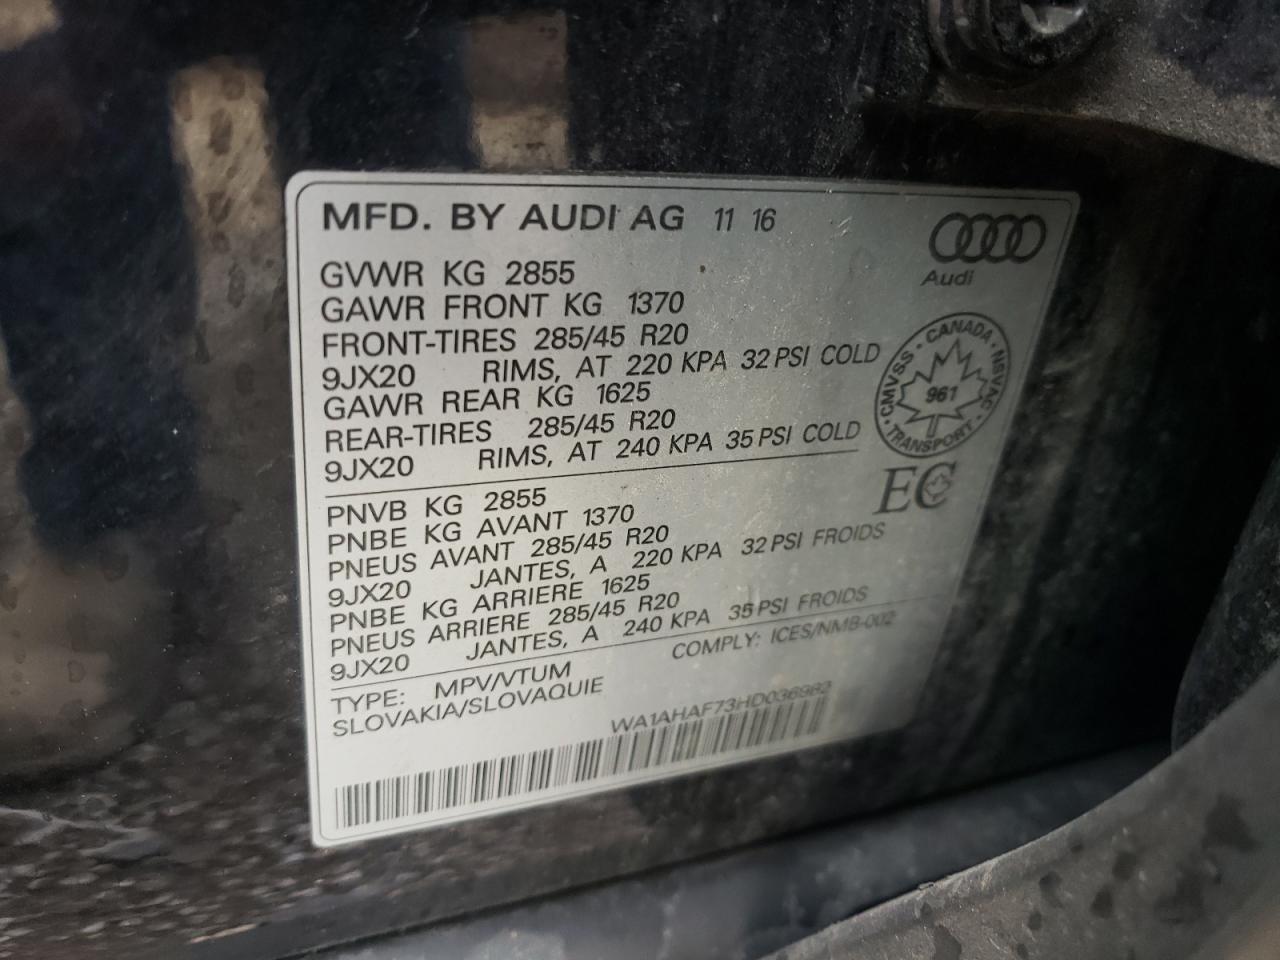 MFD. BY AUDI AG 11 16
Audi
GVWR KG 2855
GAWR FRONT KG 1370
FRONT-TIRES 285/45 R20
9JX20 RIMS, AT 220 KPA 32 PSI COLD
GAWR REAR KG 1625
REAR-TIRES 285/45 R20
9JX20 RIMS, AT 240 KPA 35 PSI COLD
CMVSS · CANADA · NSVAC · TRANSPORT
961
EC
PNVB KG 2855
PNBE KG AVANT 1370
PNEUS AVANT 285/45 R20
9JX20 JANTES, A 220 KPA 32 PSI FROIDS
PNBE KG ARRIERE 1625
PNEUS ARRIERE 285/45 R20
9JX20 JANTES, A 240 KPA 35 PSI FROIDS
TYPE: MPV/VTUM COMPLY: ICES/NMB-002
SLOVAKIA/SLOVAQUIE
WA1AHAF73HD036982